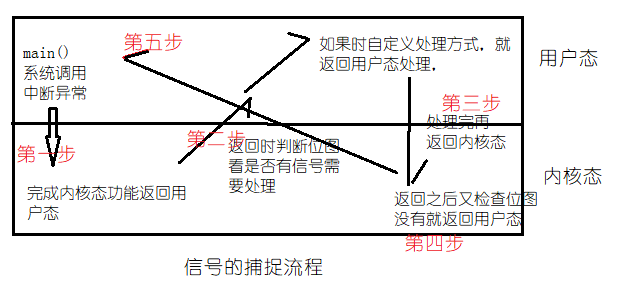 第五步
如果时自定义处理方式，就
返回用户态处理，
main()
系统调用
中断异常
用户态
第三步
处理完再
返回内核态
第二步
返回时判断位图
看是否有信号需
要处理
第一步
内核态
完成内核态功能返回用
户态
返回之后又检查位图
没有就返回用户态
第四步
信号的捕捉流程